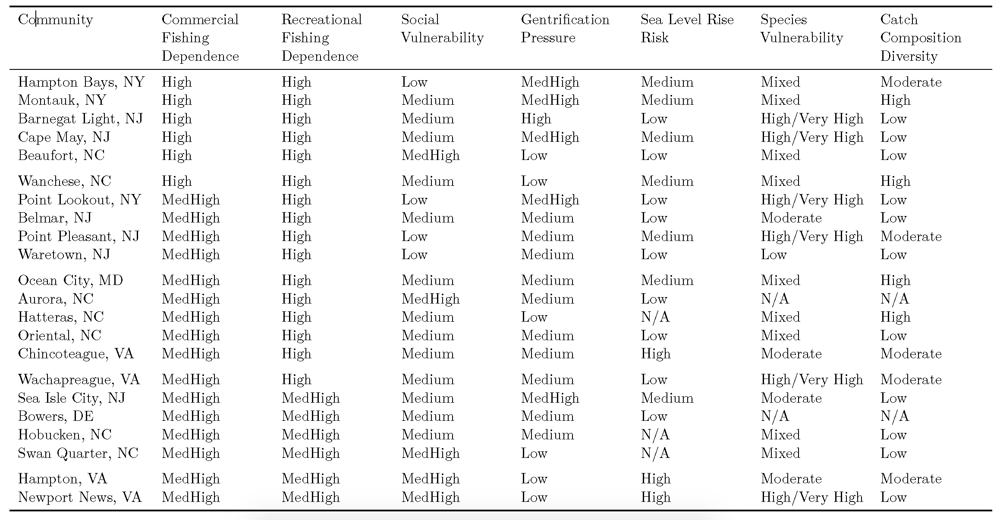 Community Commercial Recreational Social Gentrification Sea Level Rise Species Catch
Fishing Fishing Vulnerability Pressure Risk Vulnerability Composition
Dependence Dependence Diversity
Hampton Bays, NY High High Low MedHigh Medium Mixed Moderate
Montauk, NY High High Medium MedHigh Medium Mixed High
Barnegat Light, NJ High High Medium High Low High/Very High Low
Cape May, NJ High High Medium MedHigh Medium High/Very High Low
Beaufort, NC High High MedHigh Low Low Mixed Low
Wanchese, NC High High Medium Low Medium Mixed High
Point Lookout, NY MedHigh High Low MedHigh Low High/Very High Low
Belmar, NJ MedHigh High Medium Medium Low Moderate Low
Point Pleasant, NJ MedHigh High Low Medium Medium High/Very High Moderate
Waretown, NJ MedHigh High Low Medium Low Low Low
Ocean City, MD MedHigh High Medium Medium Medium Mixed High
Aurora, NC MedHigh High MedHigh Medium Low N/A N/A
Hatteras, NC MedHigh High Medium Low N/A Mixed High
Oriental, NC MedHigh High Medium Medium Low Mixed Low
Chincoteague, VA MedHigh High Medium Medium High Moderate Moderate
Wachapreague, VA MedHigh High Medium Medium Low High/Very High Moderate
Sea Isle City, NJ MedHigh MedHigh Medium MedHigh Medium Moderate Low
Bowers, DE MedHigh MedHigh Medium Medium Low N/A N/A
Hobucken, NC MedHigh MedHigh Medium Medium N/A Mixed Low
Swan Quarter, NC MedHigh MedHigh MedHigh Low N/A Mixed Low
Hampton, VA MedHigh MedHigh MedHigh Low High Moderate Moderate
Newport News, VA MedHigh MedHigh MedHigh Low High High/Very High Low